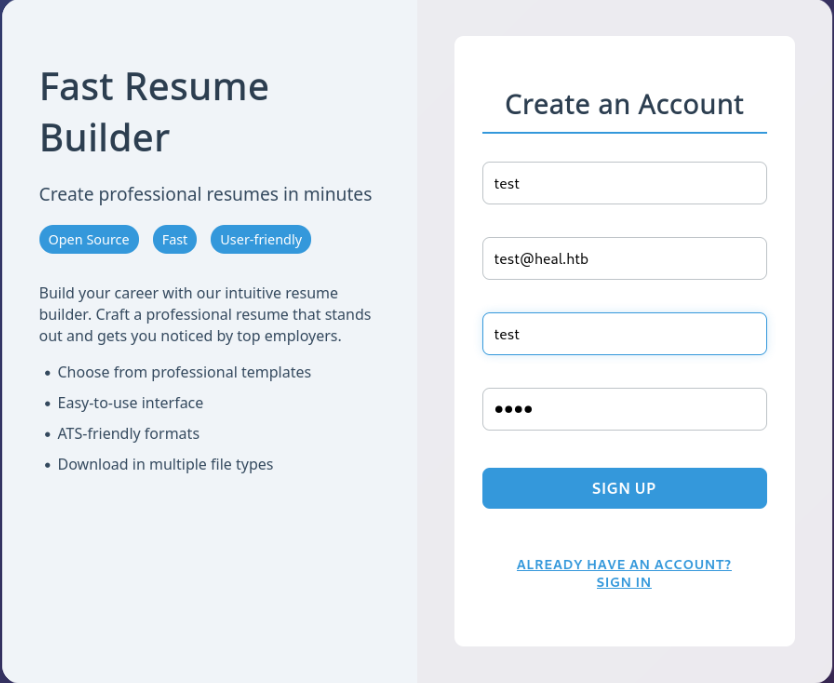 Fast Resume
Builder
Create professional resumes in minutes
Open Source Fast User-friendly
Build your career with our intuitive resume
builder. Craft a professional resume that stands
out and gets you noticed by top employers.
• Choose from professional templates
• Easy-to-use interface
• ATS-friendly formats
• Download in multiple file types
Create an Account
test
test@heal.htb
test
••••
SIGN UP
ALREADY HAVE AN ACCOUNT?
SIGN IN